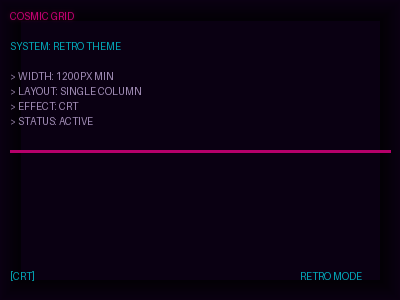 COSMIC GRID
SYSTEM: RETRO THEME
> WIDTH: 1200PX MIN
> LAYOUT: SINGLE COLUMN
> EFFECT: CRT
> STATUS: ACTIVE
[CRT]
RETRO MODE